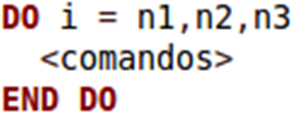 DO i = n1,n2,n3
<comandos>
END DO